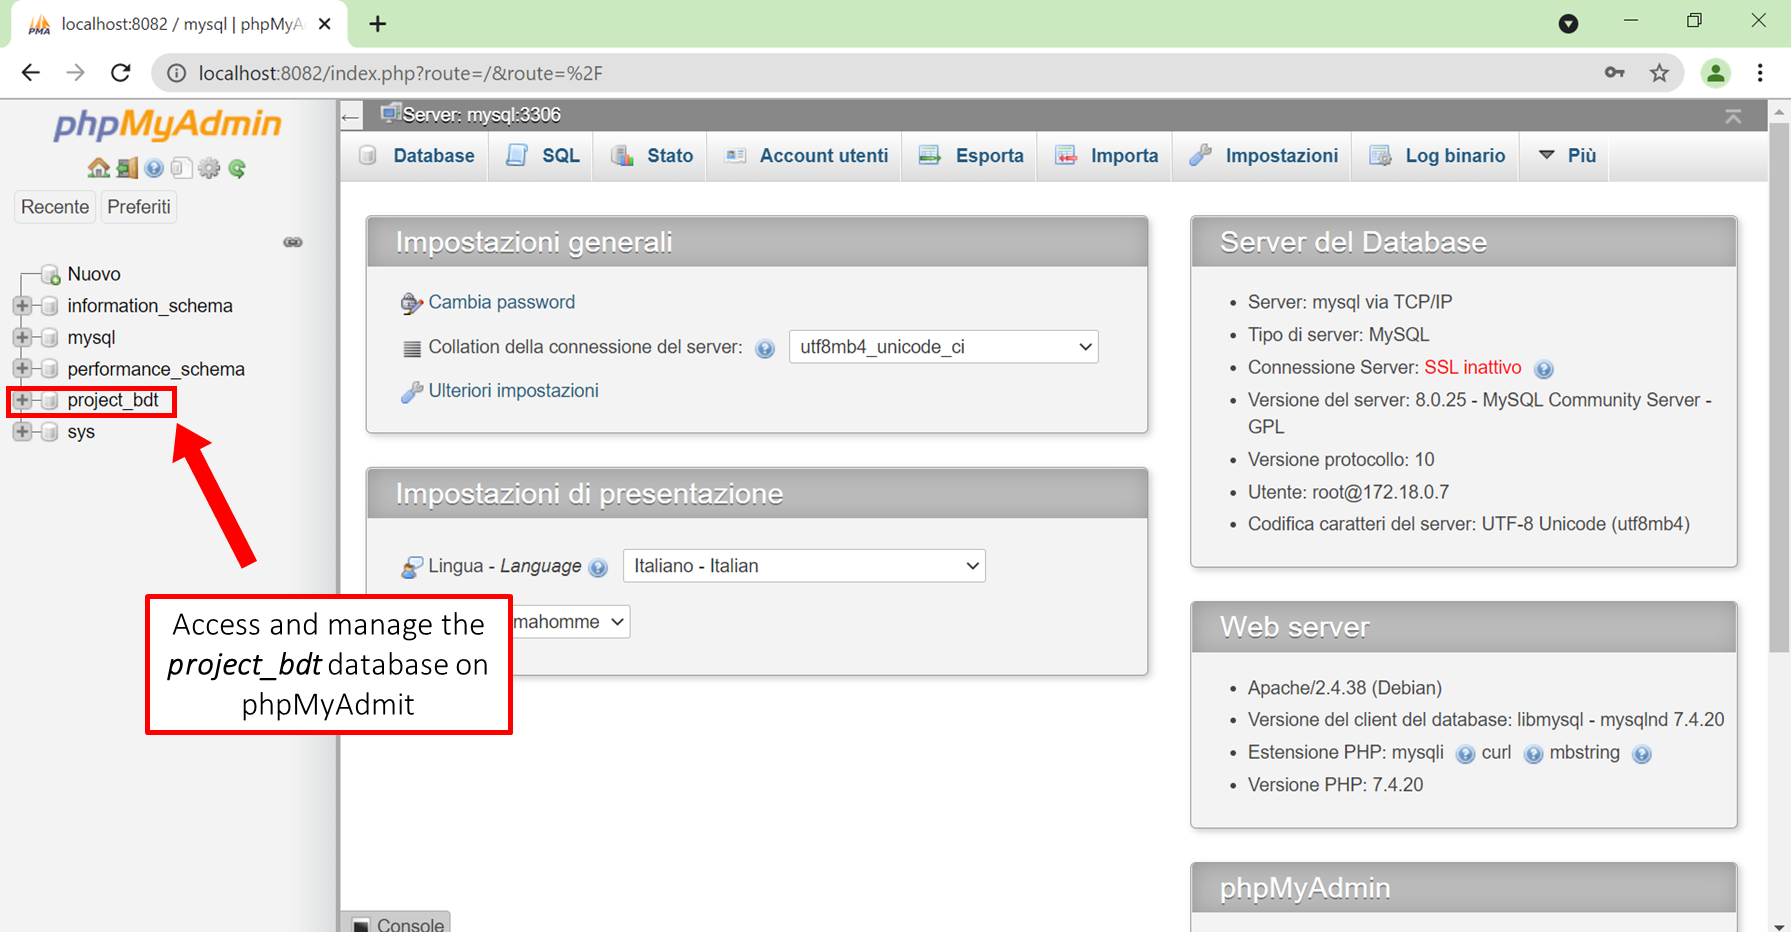 localhost:8082 / mysql | phpMyA
localhost:8082/index.php?route=/&route=%2F
phpMyAdmin
Recente Preferiti
Nuovo
information_schema
mysql
performance_schema
project_bdt
sys
Server: mysql:3306
Database SQL Stato Account utenti Esporta Importa Impostazioni Log binario Più
Impostazioni generali
Cambia password
Collation della connessione del server: utf8mb4_unicode_ci
Ulteriori impostazioni
Impostazioni di presentazione
Lingua - Language Italiano - Italian
mahomme
Access and manage the
project_bdt database on
phpMyAdmit
Server del Database
• Server: mysql via TCP/IP
• Tipo di server: MySQL
• Connessione Server: SSL inattivo
• Versione del server: 8.0.25 - MySQL Community Server -
GPL
• Versione protocollo: 10
• Utente: root@172.18.0.7
• Codifica caratteri del server: UTF-8 Unicode (utf8mb4)
Web server
• Apache/2.4.38 (Debian)
• Versione del client del database: libmysql - mysqlnd 7.4.20
• Estensione PHP: mysqli curl mbstring
• Versione PHP: 7.4.20
phpMyAdmin
Console